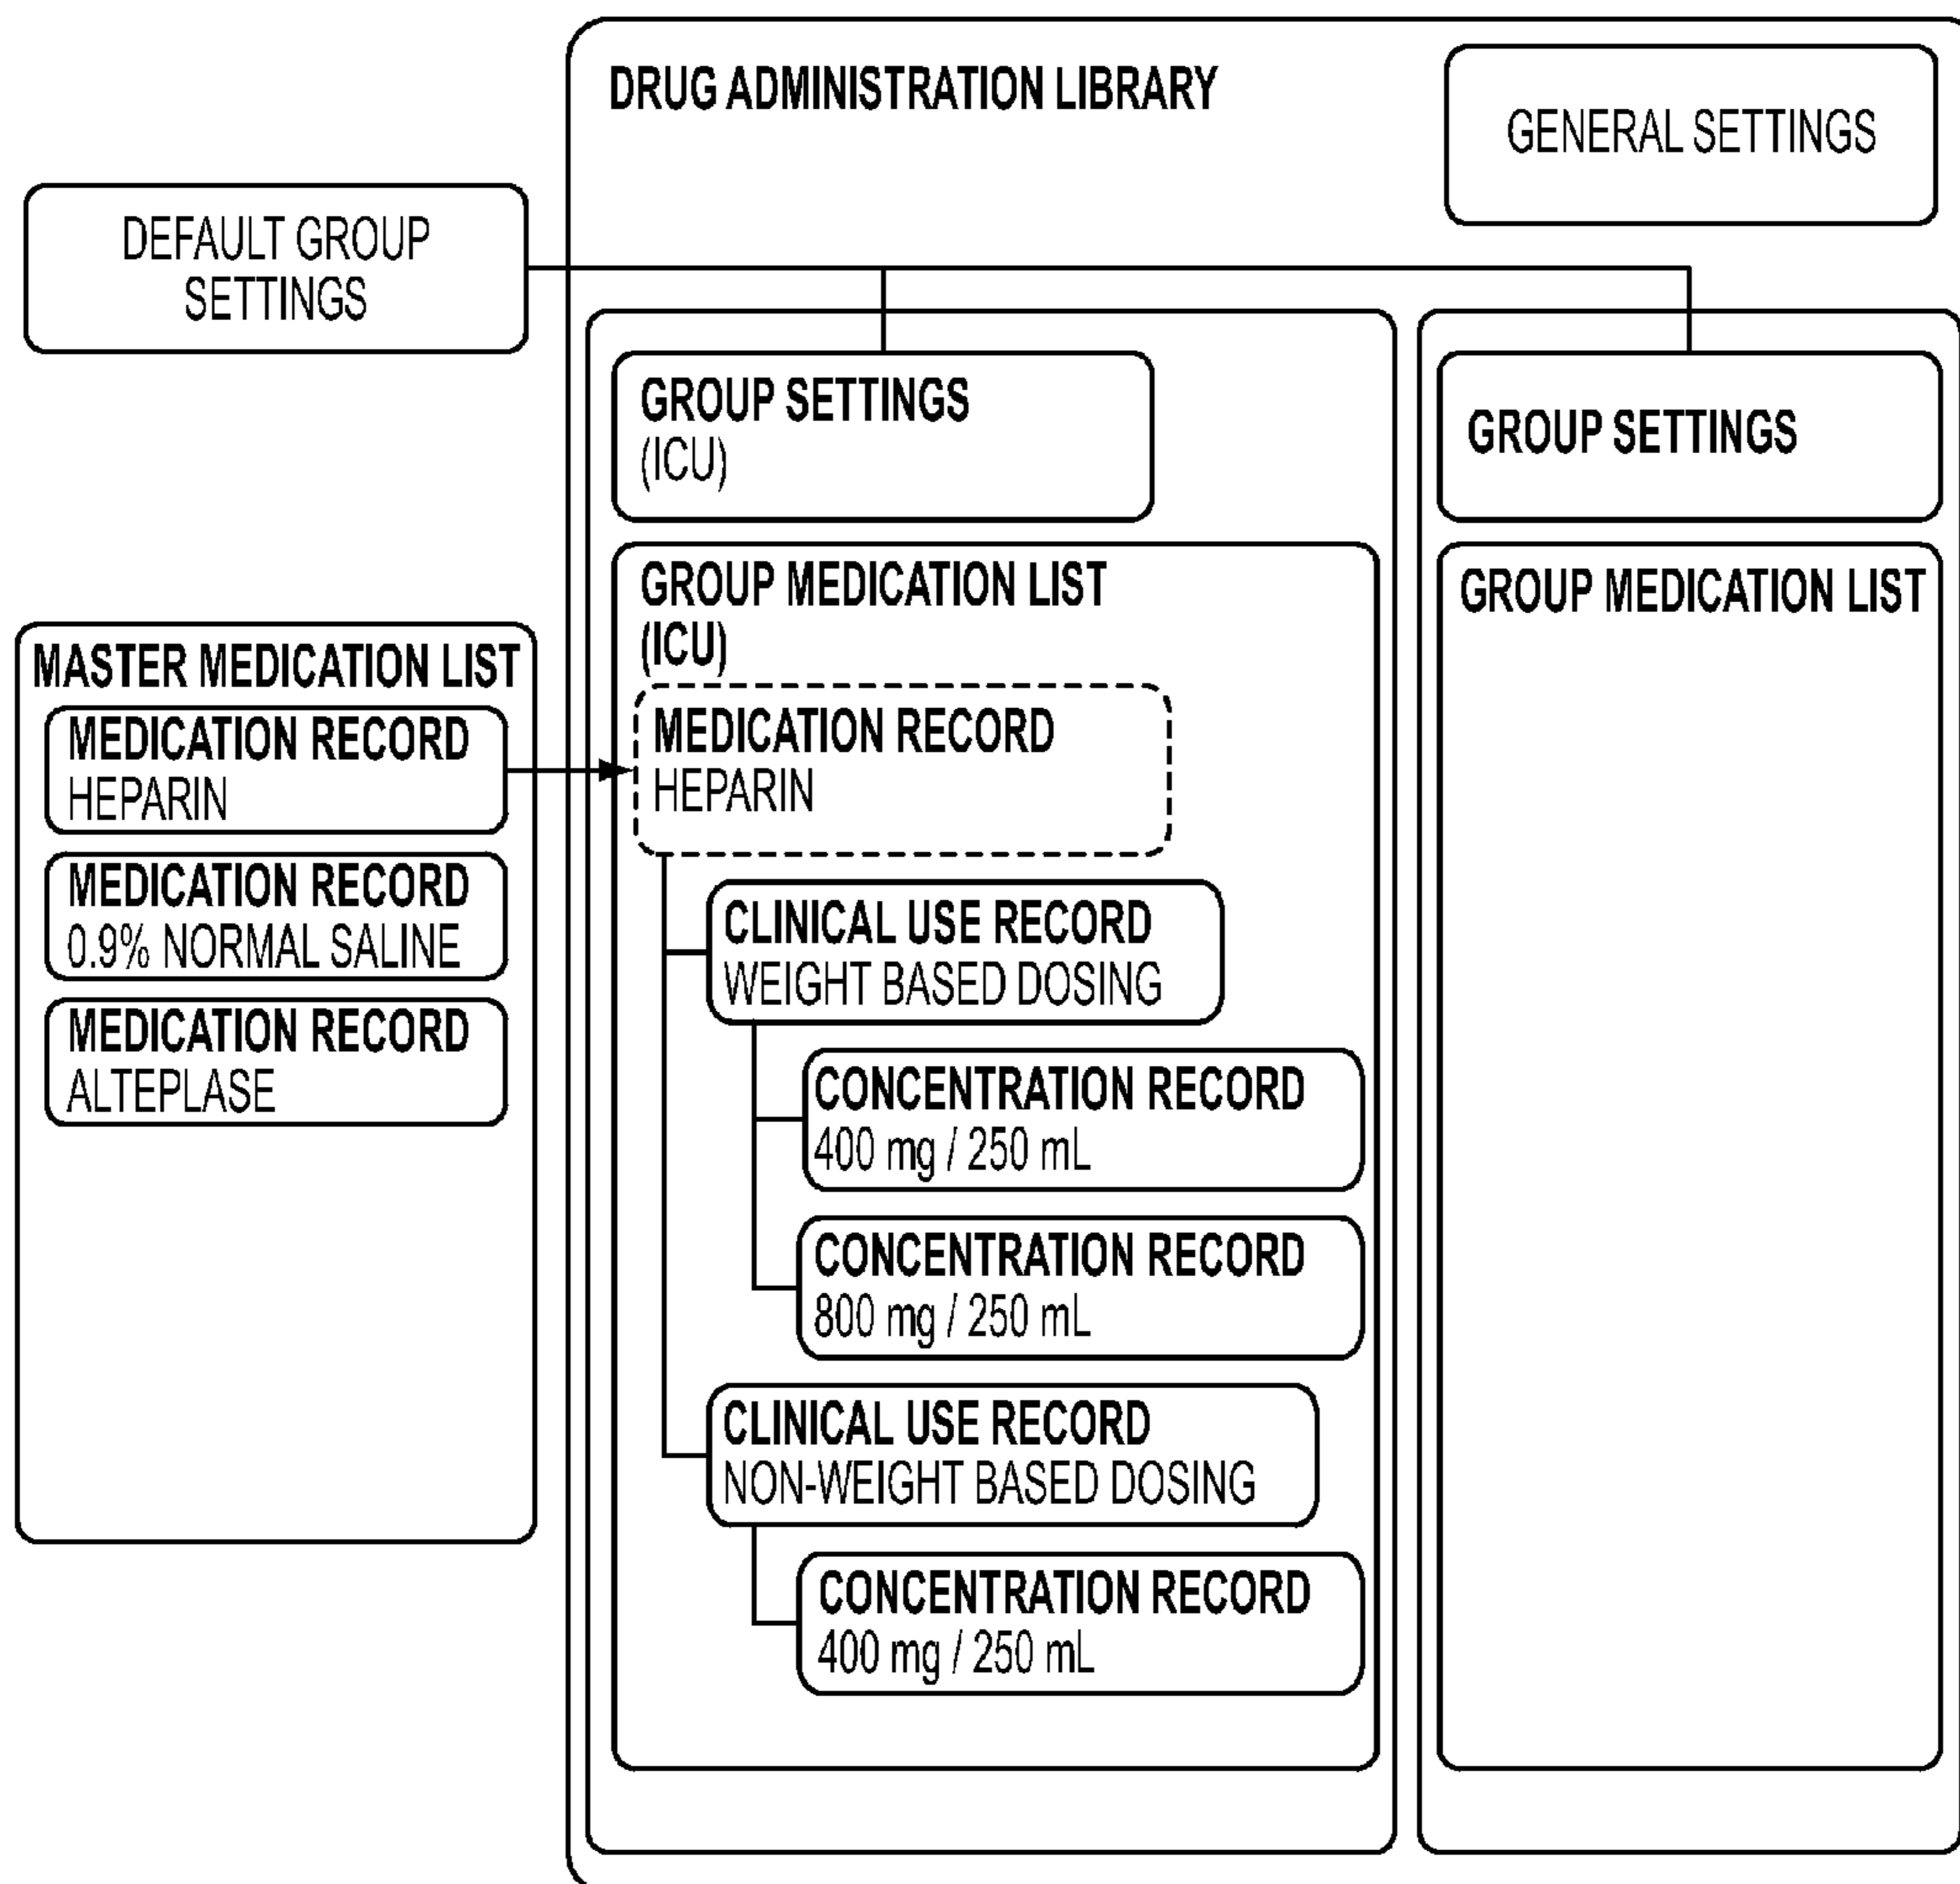 DRUG ADMINISTRATION LIBRARY
GENERAL SETTINGS
DEFAULT GROUP
SETTINGS
GROUP SETTINGS
(ICU)
GROUP SETTINGS
GROUP MEDICATION LIST
(ICU)
GROUP MEDICATION LIST
MASTER MEDICATION LIST
MEDICATION RECORD
HEPARIN
MEDICATION RECORD
0.9% NORMAL SALINE
MEDICATION RECORD
ALTEPLASE
MEDICATION RECORD
HEPARIN
CLINICAL USE RECORD
WEIGHT BASED DOSING
CONCENTRATION RECORD
400 mg / 250 mL
CONCENTRATION RECORD
800 mg / 250 mL
CLINICAL USE RECORD
NON-WEIGHT BASED DOSING
CONCENTRATION RECORD
400 mg / 250 mL